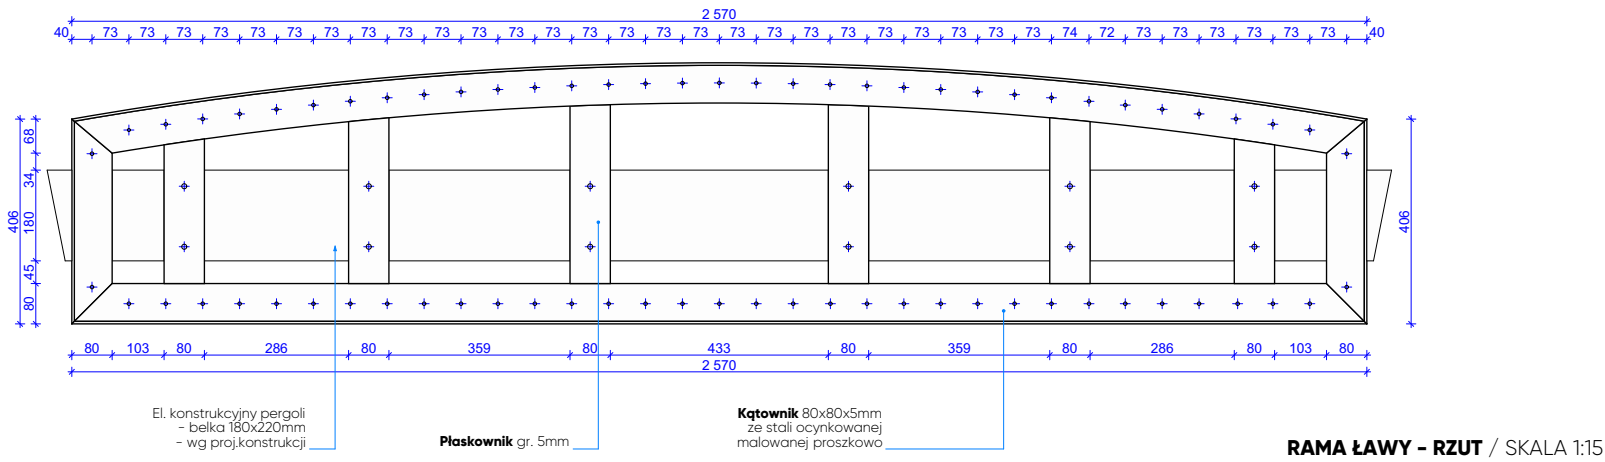 2 570
40 73 73 73 73 73 73 73 73 73 73 73 73 73 73 73 73 73 73 73 73 73 73 73 73 73 73 74 72 73 73 73 73 73 73 40
406
68
34
180
45
80
406
80 103 80 286 80 359 80 433 80 359 80 286 80 103 80
2 570
El. konstrukcyjny pergoli
- belka 180x220mm
- wg proj.konstrukcji
Płaskownik gr. 5mm
Kątownik 80x80x5mm
ze stali ocynkowanej
malowanej proszkowo
RAMA ŁAWY - RZUT / SKALA 1:15